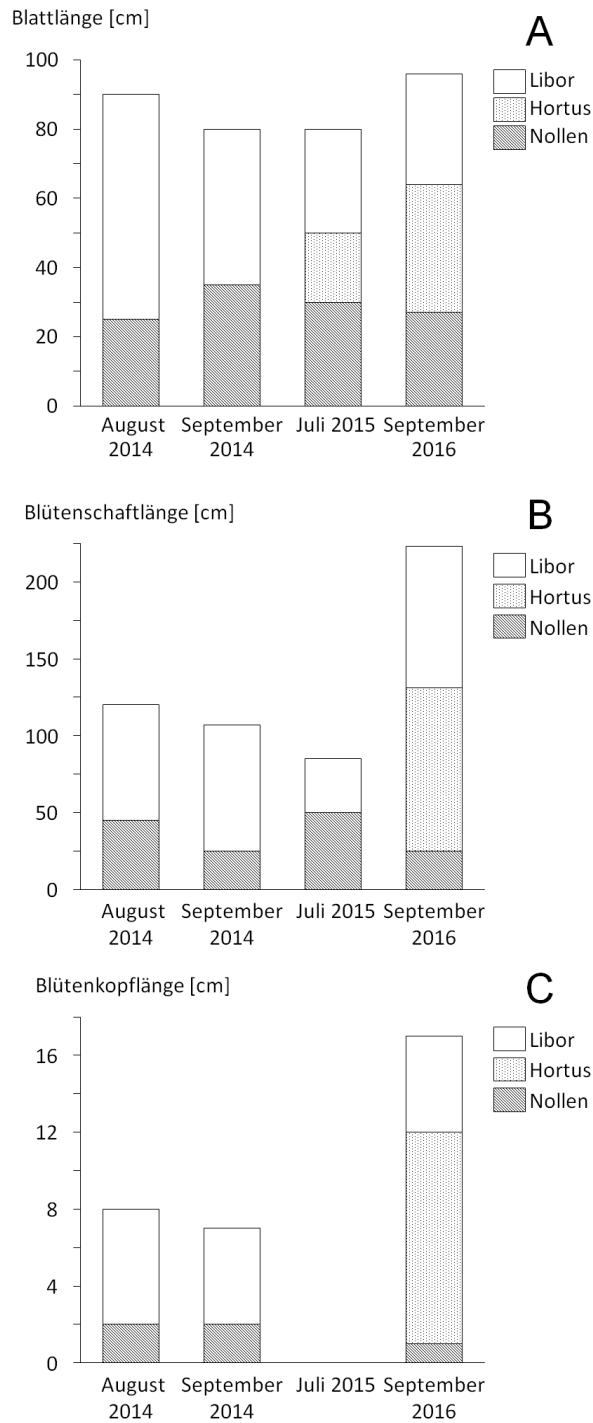 Blattlänge [cm]
A
100
80
60
40
20
0
Libor
Hortus
Nollen
August
2014
September
2014
Juli 2015
September
2016
Blütenschaftlänge [cm]
B
200
150
100
50
0
Libor
Hortus
Nollen
August
2014
September
2014
Juli 2015
September
2016
Blütenkopflänge [cm]
C
16
12
8
4
0
Libor
Hortus
Nollen
August
2014
September
2014
Juli 2015
September
2016